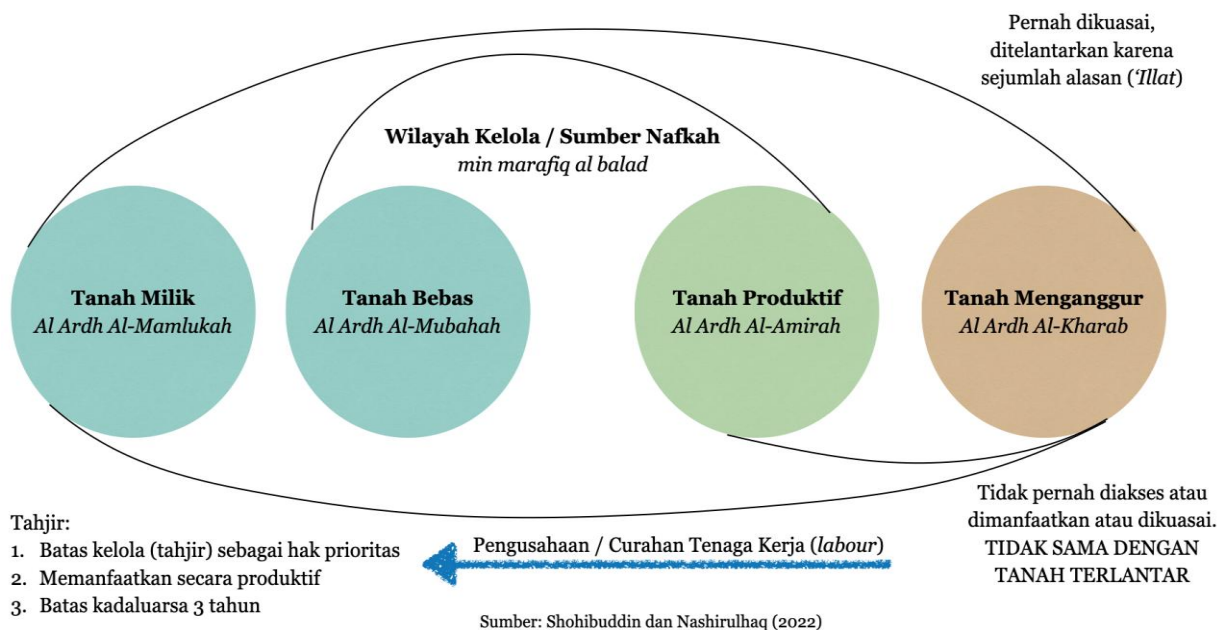 Pernah dikuasai,
ditelantarkan karena
sejumlah alasan (‘Illat)
Wilayah Kelola / Sumber Nafkah
min marafiq al balad
Tanah Milik
Al Ardh Al-Mamlukah
Tanah Bebas
Al Ardh Al-Mubahah
Tanah Produktif
Al Ardh Al-Amirah
Tanah Menganggur
Al Ardh Al-Kharab
Tahjir:
1. Batas kelola (tahjir) sebagai hak prioritas
2. Memanfaatkan secara produktif
3. Batas kadaluarsa 3 tahun
Pengusahaan / Curahan Tenaga Kerja (labour)
Tidak pernah diakses atau
dimanfaatkan atau dikuasai.
TIDAK SAMA DENGAN
TANAH TERLANTAR
Sumber: Shohibuddin dan Nashirulhaq (2022)